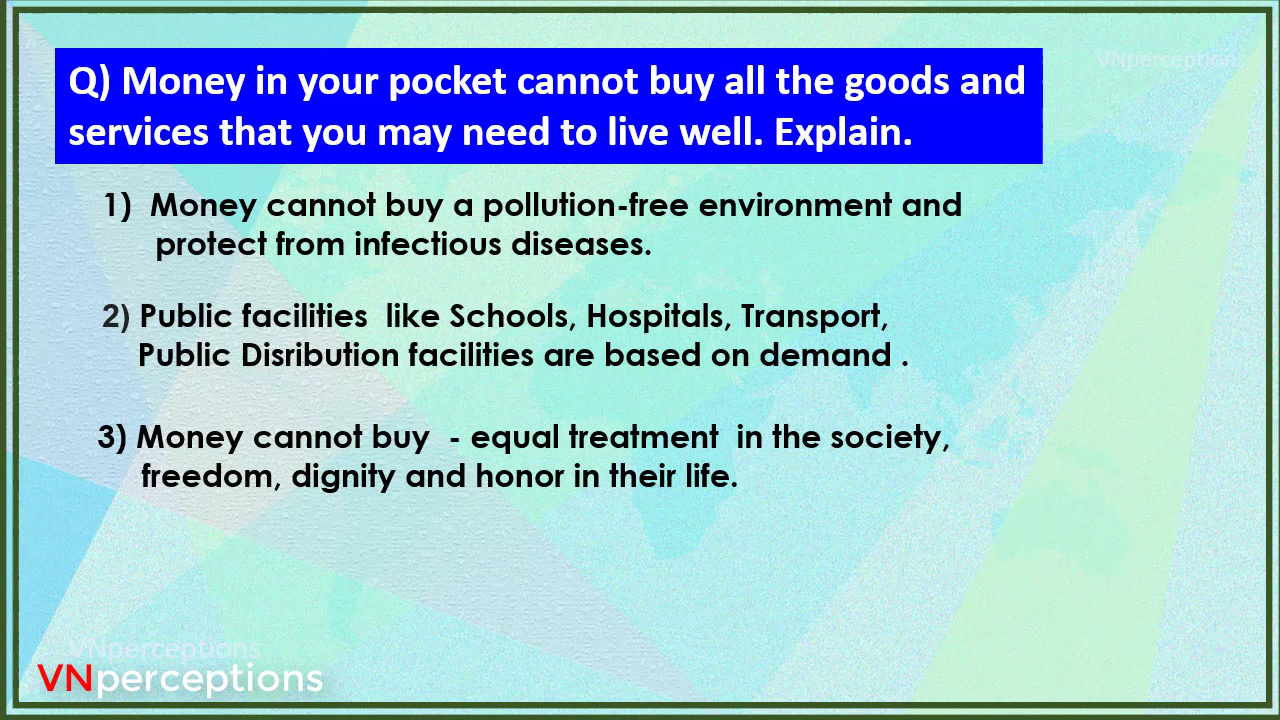 VNperceptions
Q) Money in your pocket cannot buy all the goods and
services that you may need to live well. Explain.
1) Money cannot buy a pollution-free environment and
protect from infectious diseases.
2) Public facilities like Schools, Hospitals, Transport,
Public Disribution facilities are based on demand .
3) Money cannot buy - equal treatment in the society,
freedom, dignity and honor in their life.
VNperceptions
VNperceptions